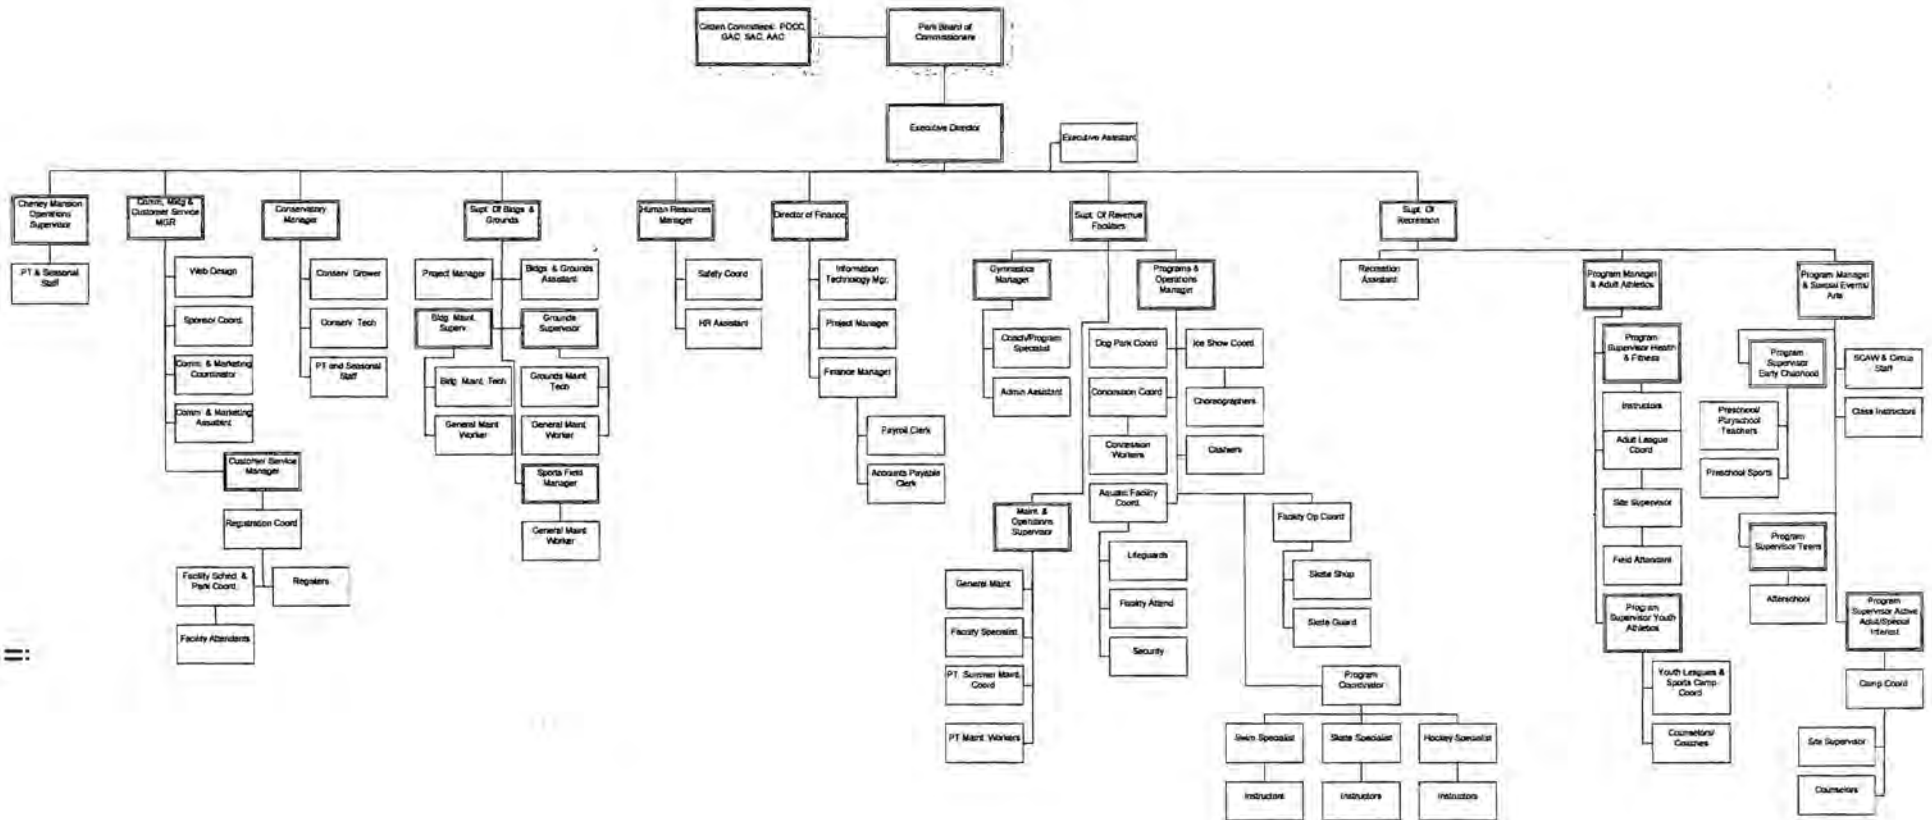 Citizen Committees: PDCC,
GAC, SAC, AAC
Park Board of
Commissioners
Executive Director
Executive Assistant
Cheney Mansion
Operations
Supervisor
PT & Seasonal
Staff
Comm, Mktg &
Customer Service
MGR
Web Design
Sponsor Coord.
Comm. & Marketing
Coordinator
Comm. & Marketing
Assistant
Customer Service
Manager
Registration Coord
Facility Sched. &
Park Coord.
Registers
Facility Attendants
Conservatory
Manager
Conserv. Grower
Conserv. Tech
PT and Seasonal
Staff
Supt. Of Bldgs. &
Grounds
Project Manager
Bldgs. & Grounds
Assistant
Bldg. Maint.
Superv.
Grounds
Supervisor
Bldg. Maint. Tech
General Maint
Worker
Grounds Maint.
Tech
General Maint.
Worker
Sports Field
Manager
General Maint
Worker
Human Resources
Manager
Safety Coord
HR Assistant
Director of Finance
Information
Technology Mgr.
Project Manager
Finance Manager
Payroll Clerk
Accounts Payable
Clerk
Supt. Of Revenue
Facilities
Gymnastics
Manager
Coach/Program
Specialist
Admin Assistant
Programs &
Operations
Manager
Dog Park Coord
Ice Show Coord.
Concession Coord
Choreographers
Concession
Workers
Cashiers
Aquatic Facility
Coord.
Lifeguards
Facility Attend
Security
Maint. &
Operations
Supervisor
General Maint
Facility Specialist
PT. Summer Maint.
Coord
PT Maint. Workers
Facility Op Coord
Skate Shop
Skate Guard
Program
Coordinator
Swim Specialist
Skate Specialist
Hockey Specialist
Instructors
Instructors
Instructors
Supt. Of
Recreation
Recreation
Assistant
Program Manager
& Adult Athletics
Program
Supervisor Health
& Fitness
Instructors
Adult League
Coord
Site Supervisor
Field Attendant
Program
Supervisor Youth
Athletics
Youth Leagues &
Sports Camp
Coord
Counselors/
Coaches
Program Manager
& Special Events/
Arts
Program
Supervisor
Early Childhood
Preschool/
Playschool
Teachers
Preschool Sports
SCAW & Circus
Staff
Class Instructors
Program
Supervisor Teens
Afterschool
Program
Supervisor Active
Adult/Special
Interest
Camp Coord
Site Supervisor
Counselors